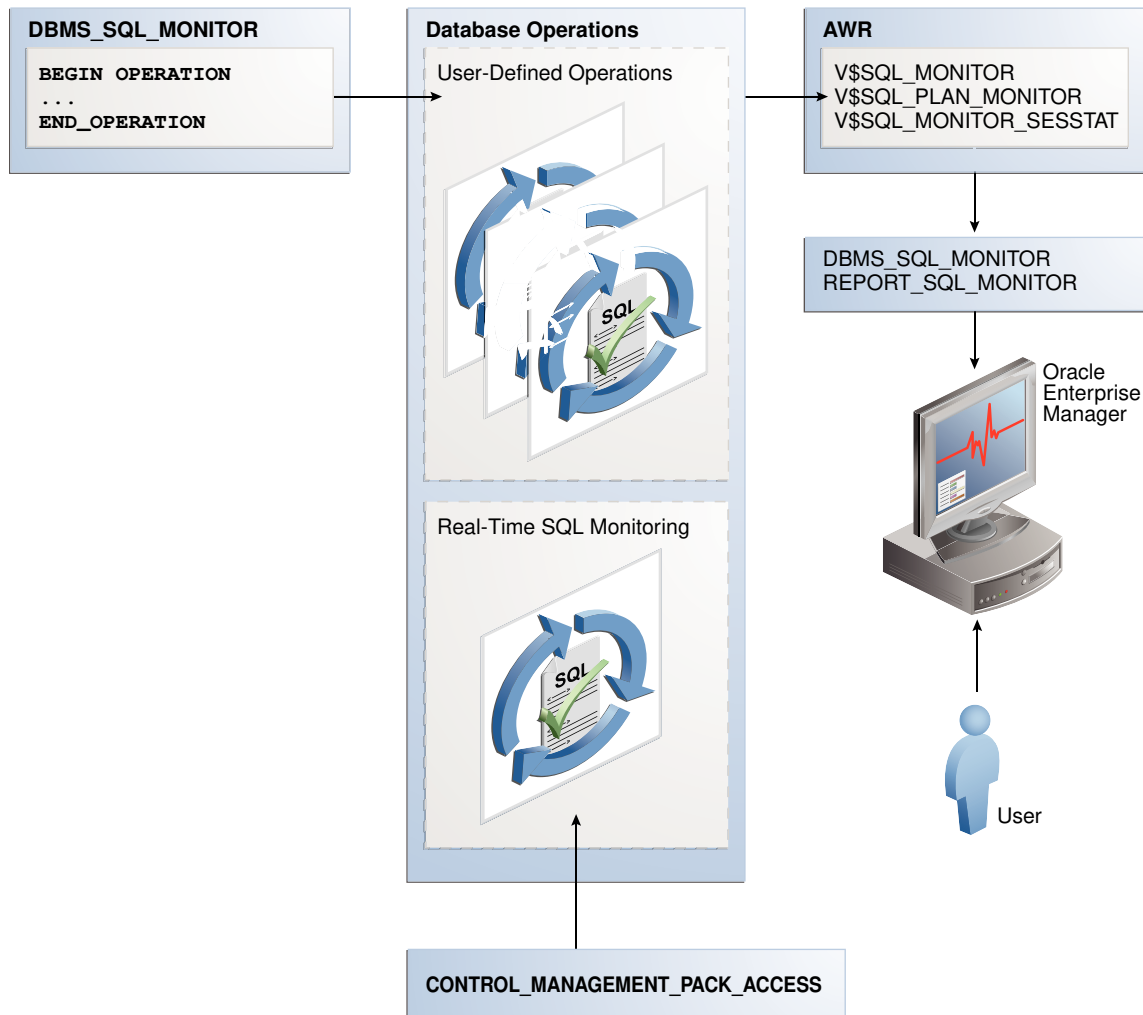 DBMS_SQL_MONITOR
BEGIN OPERATION
...
END_OPERATION
Database Operations
User-Defined Operations
SQL
Real-Time SQL Monitoring
SQL
CONTROL_MANAGEMENT_PACK_ACCESS
AWR
V$SQL_MONITOR
V$SQL_PLAN_MONITOR
V$SQL_MONITOR_SESSTAT
DBMS_SQL_MONITOR
REPORT_SQL_MONITOR
Oracle
Enterprise
Manager
User